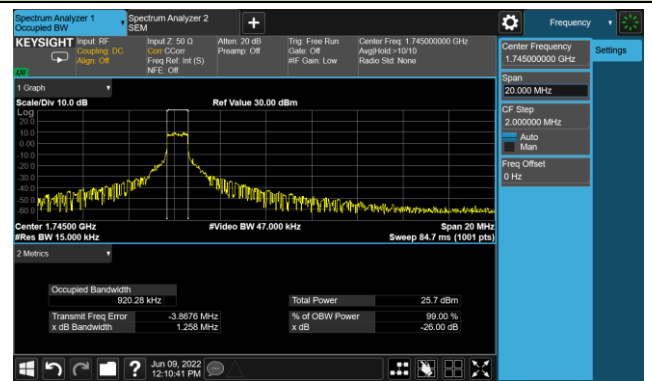 Spectrum Analyzer 1
Occupied BW
Spectrum Analyzer 2
SEM
+
Frequency
KEYSIGHT
Input: RF
Coupling: DC
Align: Off
Input Z: 50 Ω
Corr CCorr
Freq Ref: Int (S)
NFE: Off
Atten: 20 dB
Preamp: Off
Trig: Free Run
Gate: Off
#IF Gain: Low
Center Freq: 1.745000000 GHz
Avg|Hold:>10/10
Radio Std: None
Center Frequency
1.745000000 GHz
Settings
Span
20.000 MHz
CF Step
2.000000 MHz
Auto
Man
Freq Offset
0 Hz
1 Graph
Scale/Div 10.0 dB
Ref Value 30.00 dBm
Log
20.0
10.0
0.00
-10.0
-20.0
-30.0
-40.0
-50.0
-60.0
Center 1.74500 GHz
#Video BW 47.000 kHz
Span 20 MHz
#Res BW 15.000 kHz
Sweep 84.7 ms (1001 pts)
2 Metrics
Occupied Bandwidth
920.28 kHz
Total Power
25.7 dBm
Transmit Freq Error
-3.8676 MHz
% of OBW Power
99.00 %
x dB Bandwidth
1.258 MHz
x dB
-26.00 dB
?
Jun 09, 2022
12:10:41 PM